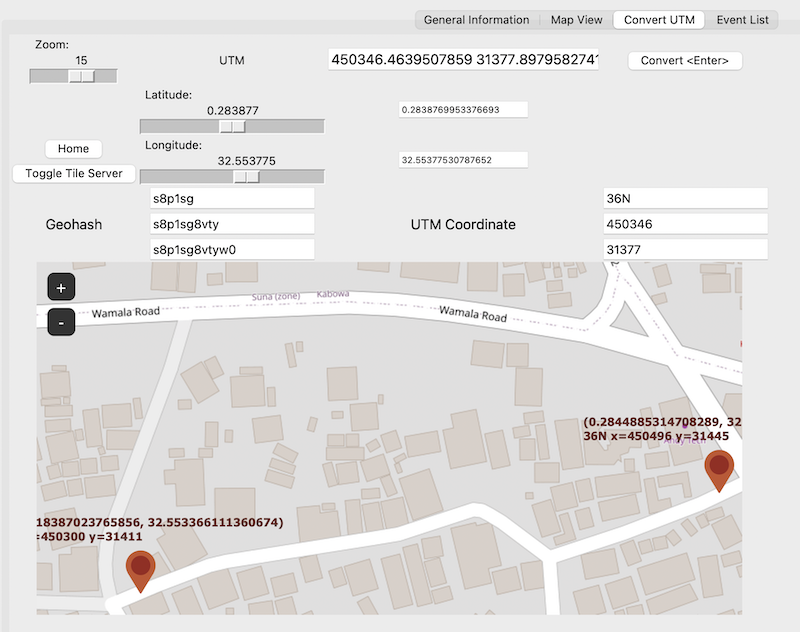 General Information Map View Convert UTM Event List
Zoom:
15
UTM
450346.4639507859 31377.897958274
Convert <Enter>
Latitude:
0.283877
0.2838769953376693
Home
Longitude:
32.553775
32.55377530787652
Toggle Tile Server
s8p1sg
36N
Geohash
s8p1sg8vty
UTM Coordinate
450346
s8p1sg8vtyw0
31377
+
-
Wamala Road
Suna (zone)
Kabowa
Wamala Road
(0.2844885314708289, 32
36N x=450496 y=31445
18387023765856, 32.553366111360674)
=450300 y=31411